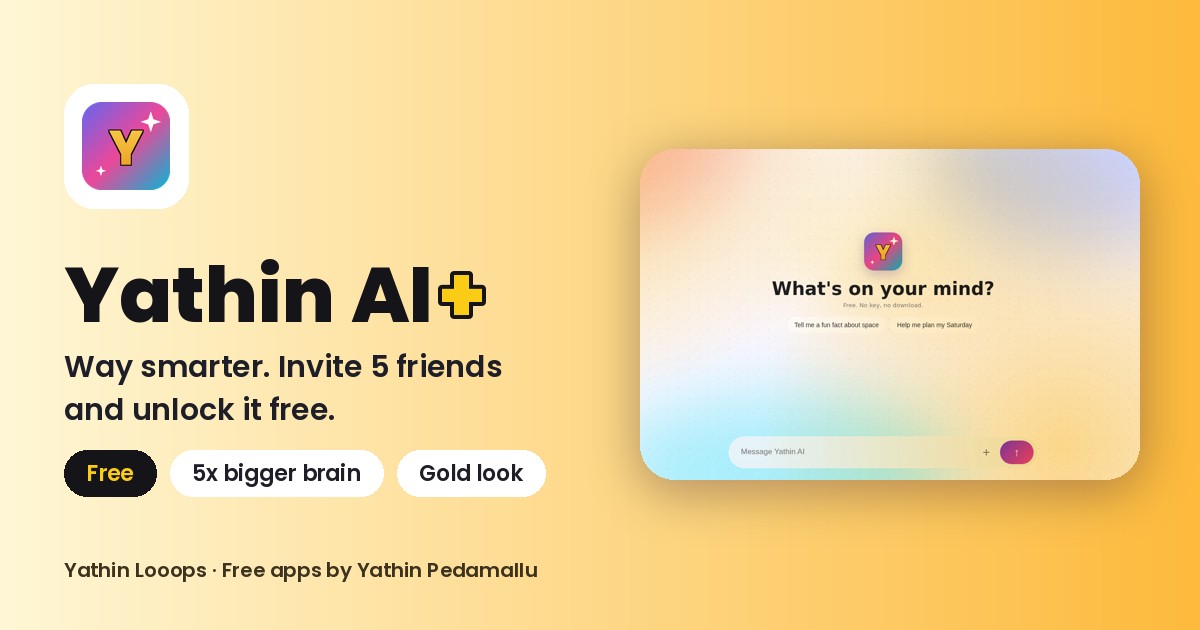 Y
Yathin AI+
Way smarter. Invite 5 friends
and unlock it free.
Free
5x bigger brain
Gold look
Yathin Looops · Free apps by Yathin Pedamallu
Y
What's on your mind?
Free. No key, no download.
Tell me a fun fact about space
Help me plan my Saturday
Message Yathin AI
+
↑